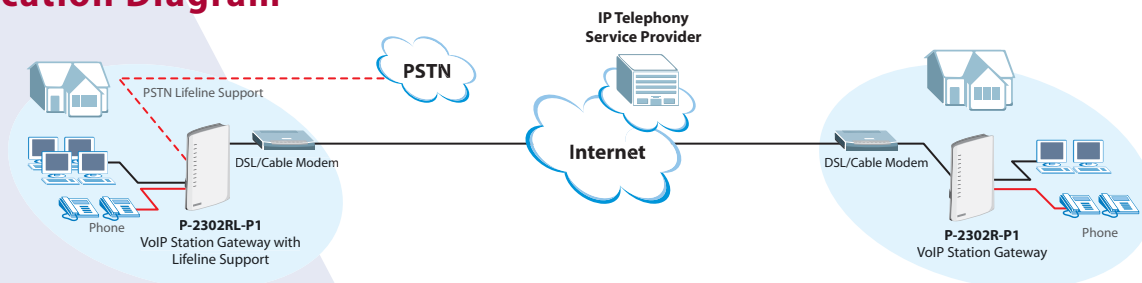 Diagram
IP Telephony
Service Provider
PSTN
PSTN Lifeline Support
DSL/Cable Modem
Internet
DSL/Cable Modem
Phone
P-2302RL-P1
VoIP Station Gateway with
Lifeline Support
P-2302R-P1
VoIP Station Gateway
Phone